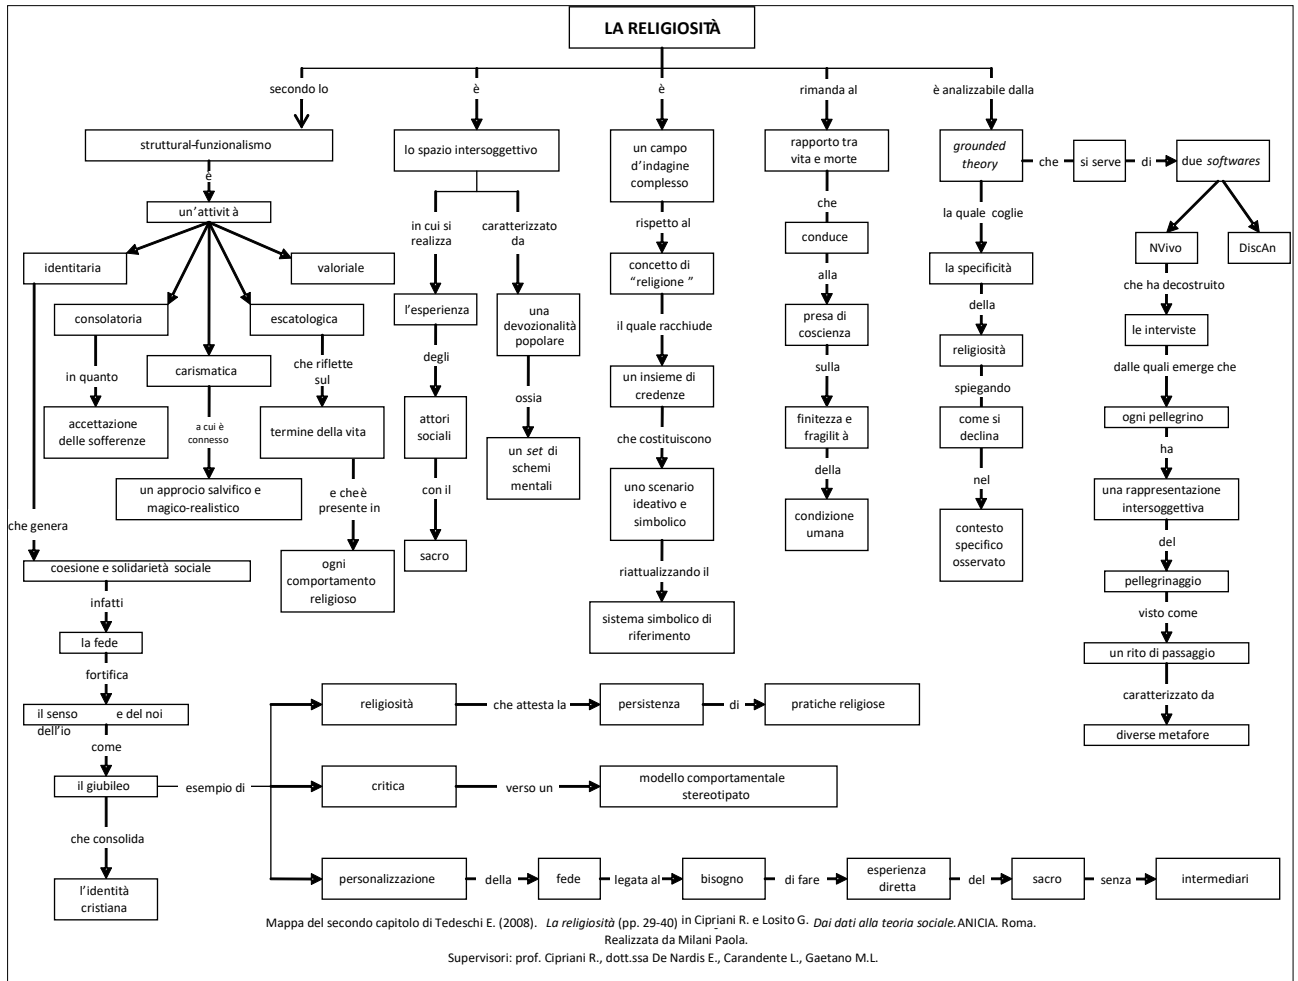 LA RELIGIOSITÀ
secondo lo
è
è
rimanda al
è analizzabile dalla
struttural-funzionalismo
lo spazio intersoggettivo
un campo
d'indagine
complesso
rapporto tra
vita e morte
grounded
theory
che
si serve
di
due softwares
è
un'attività
in cui si
realizza
caratterizzato
da
rispetto al
che
la quale coglie
conduce
NVivo
DiscAn
identitaria
valoriale
concetto di
"religione"
alla
la specificità
che ha decostruito
consolatoria
escatologica
l'esperienza
una
devozionalità
popolare
il quale racchiude
presa di
coscienza
della
le interviste
in quanto
carismatica
che riflette
sul
degli
un insieme di
credenze
sulla
religiosità
dalle quali emerge che
spiegando
accettazione
delle sofferenze
a cui è
connesso
termine della vita
attori
sociali
ossia
che costituiscono
finitezza e
fragilità
come si
declina
ogni pellegrino
ha
un approccio salvifico e
magico-realistico
e che è
presente in
con il
un set di
schemi
mentali
uno scenario
ideativo e
simbolico
della
nel
una rappresentazione
intersoggettiva
che genera
sacro
condizione
umana
contesto
specifico
osservato
del
coesione e solidarietà sociale
ogni
comportamento
religioso
riattualizzando il
pellegrinaggio
infatti
sistema simbolico di
riferimento
visto come
la fede
un rito di passaggio
fortifica
caratterizzato da
il senso
dell'io
e del noi
religiosità
che attesta la
persistenza
di
pratiche religiose
diverse metafore
come
il giubileo
esempio di
critica
verso un
modello comportamentale
stereotipato
che consolida
l'identità
cristiana
personalizzazione
della
fede
legata al
bisogno
di fare
esperienza
diretta
del
sacro
senza
intermediari
Mappa del secondo capitolo di Tedeschi E. (2008). La religiosità (pp. 29-40) in Cipriani R. e Losito G. Dai dati alla teoria sociale. ANICIA. Roma.
Realizzata da Milani Paola.
Supervisori: prof. Cipriani R., dott.ssa De Nardis E., Carandente L., Gaetano M.L.